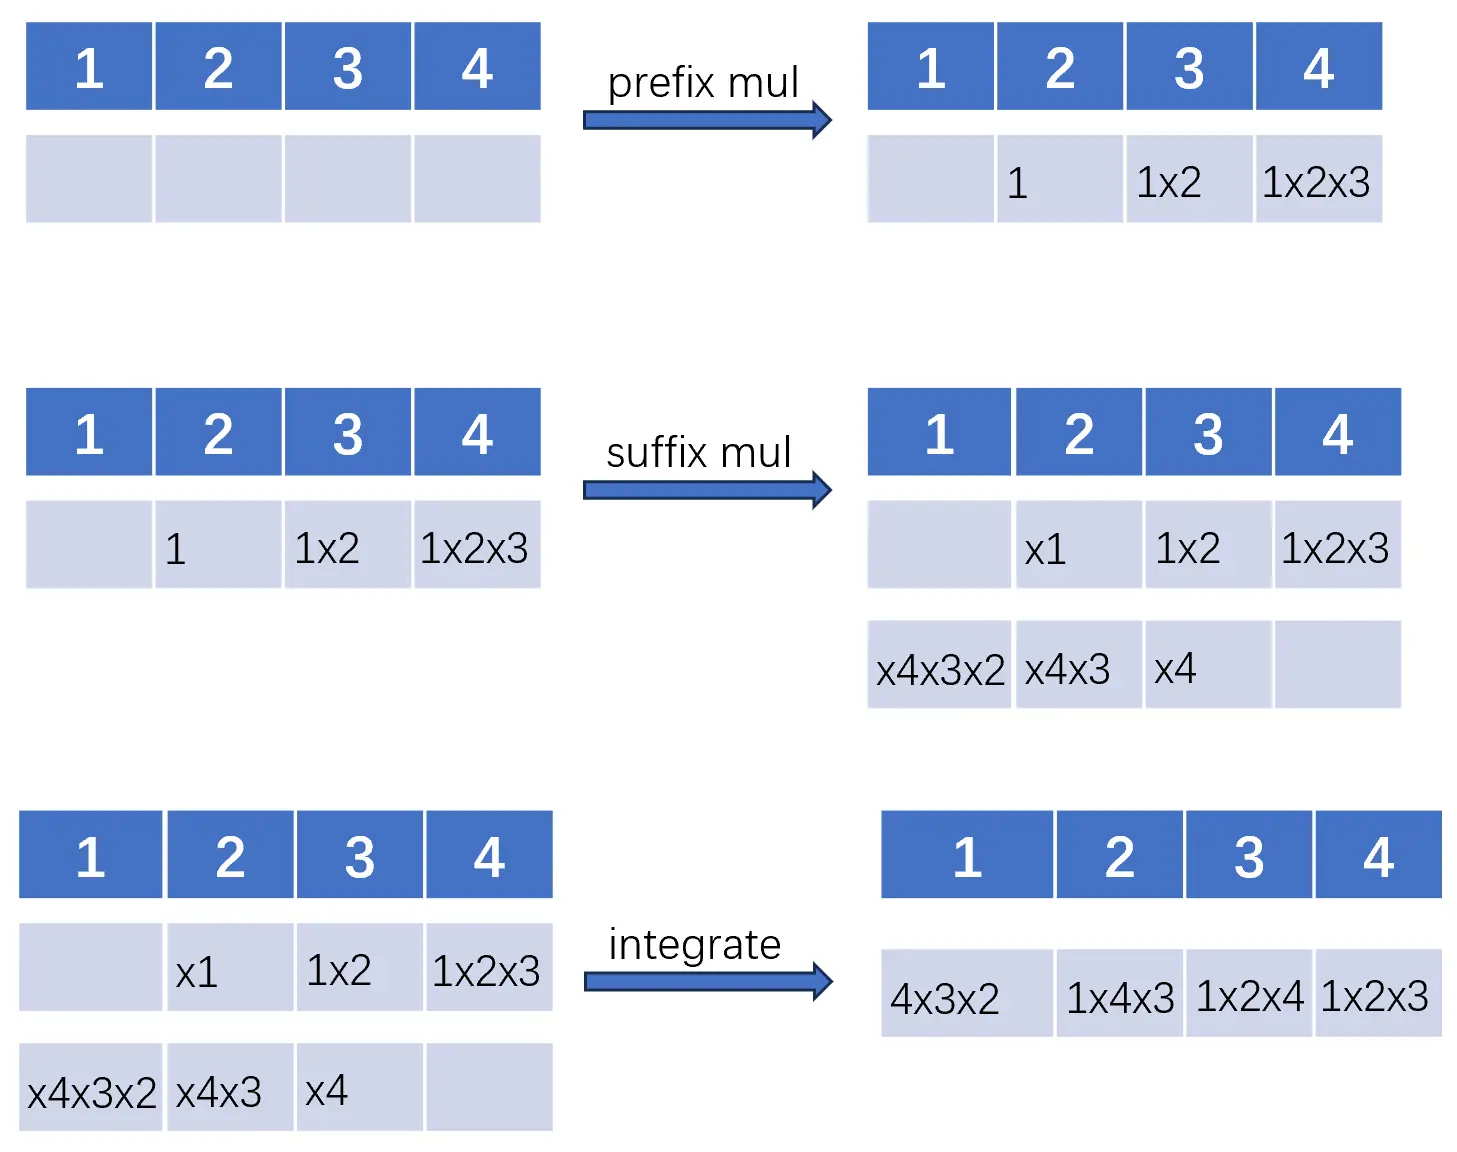 1 2 3 4
prefix mul
1 2 3 4
1 1x2 1x2x3
1 2 3 4
1 1x2 1x2x3
suffix mul
1 2 3 4
x1 1x2 1x2x3
x4x3x2 x4x3 x4
1 2 3 4
x1 1x2 1x2x3
x4x3x2 x4x3 x4
integrate
1 2 3 4
4x3x2 1x4x3 1x2x4 1x2x3